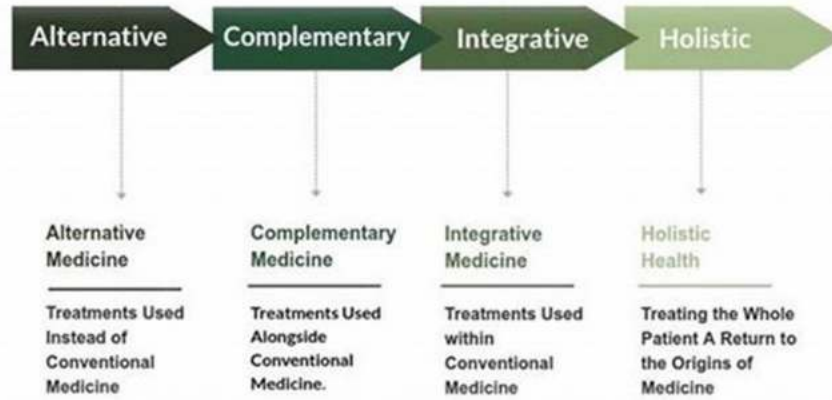 Alternative
Complementary
Integrative
Holistic
Alternative
Medicine
Treatments Used
Instead of
Conventional
Medicine
Complementary
Medicine
Treatments Used
Alongside
Conventional
Medicine.
Integrative
Medicine
Treatments Used
within
Conventional
Medicine
Holistic
Health
Treating the Whole
Patient A Return to
the Origins of
Medicine